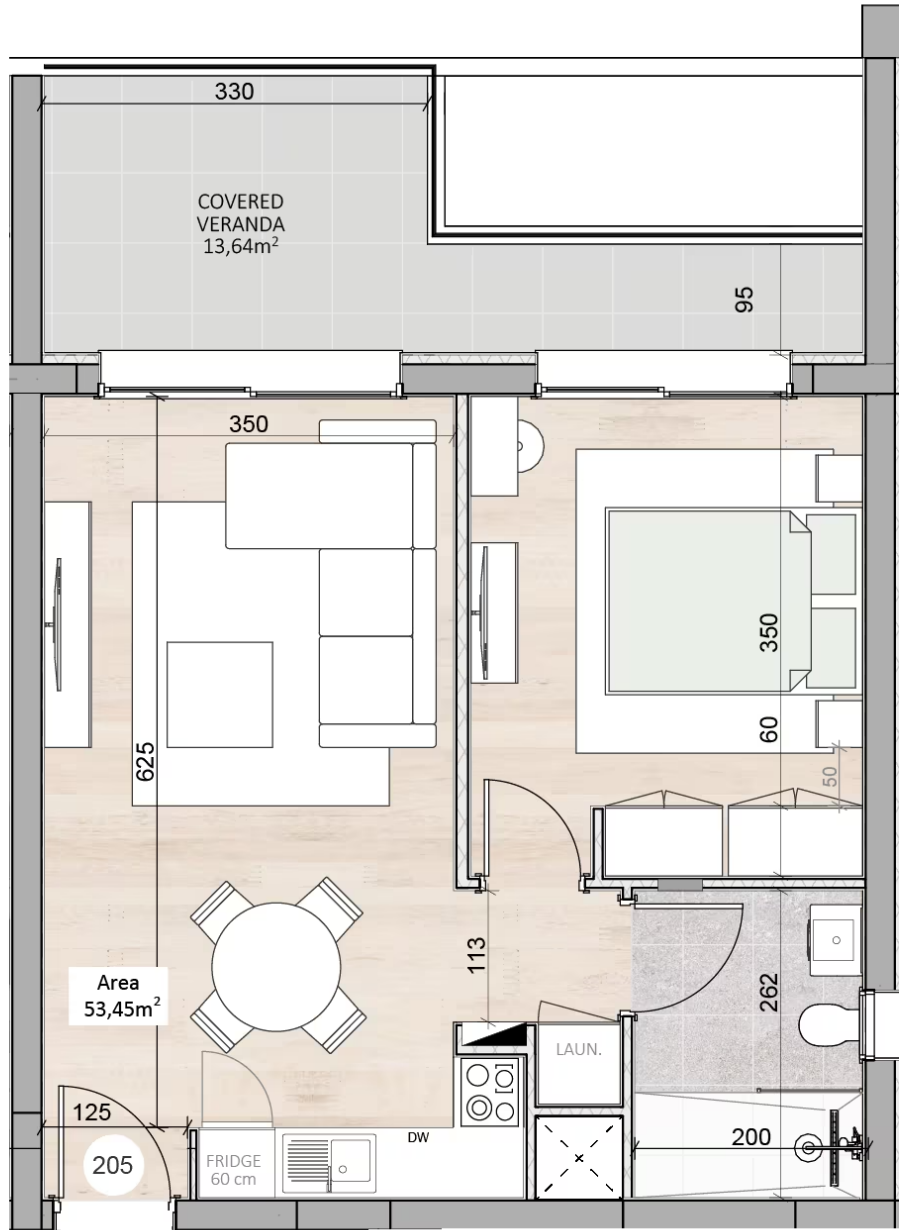 330
COVERED
VERANDA
13,64m²
95
350
350
60
50
625
113
262
Area
53,45m²
LAUN.
125
DW
200
205
FRIDGE
60 cm